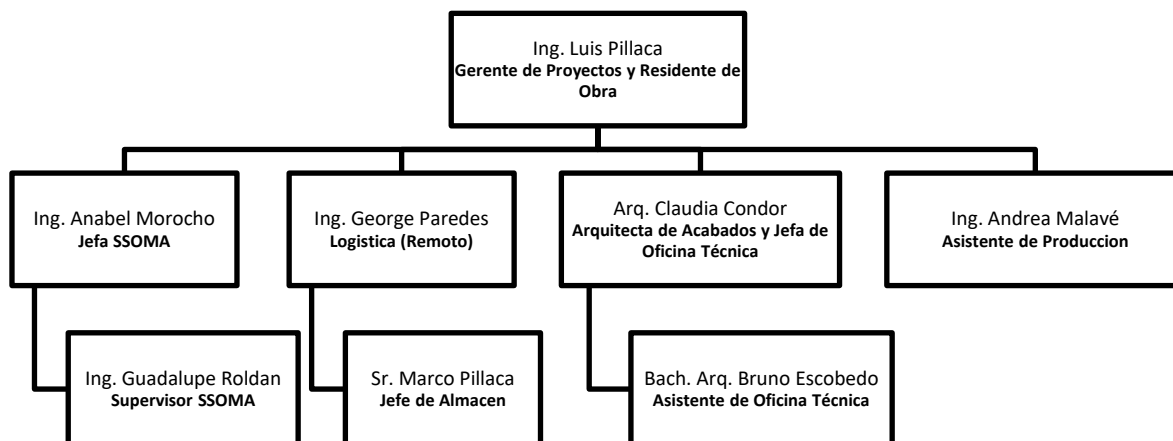 Ing. Luis Pillaca
Gerente de Proyectos y Residente de
Obra
Ing. Anabel Morocho
Jefa SSOMA
Ing. George Paredes
Logistica (Remoto)
Arq. Claudia Condor
Arquitecta de Acabados y Jefa de
Oficina Técnica
Ing. Andrea Malavé
Asistente de Produccion
Ing. Guadalupe Roldan
Supervisor SSOMA
Sr. Marco Pillaca
Jefe de Almacen
Bach. Arq. Bruno Escobedo
Asistente de Oficina Técnica